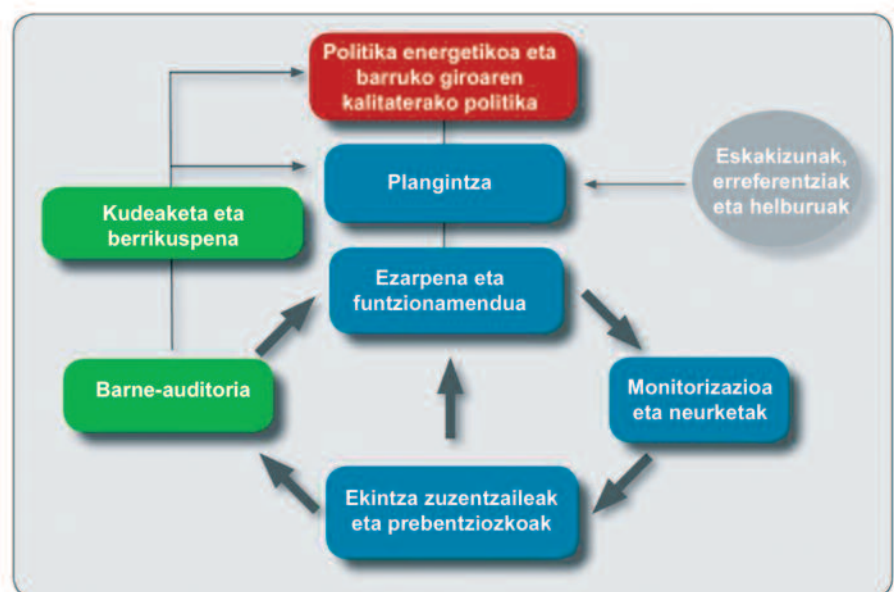 Politika energetikoa eta
barruko giroaren
kalitaterako politika
Plangintza
Eskakizunak,
erreferentziak
eta helburuak
Kudeaketa eta
berrikuspena
Ezarpena eta
funtzionamendua
Barne-auditoria
Monitorizazioa
eta neurketak
Ekintza zuzentzaileak
eta prebentziozkoak